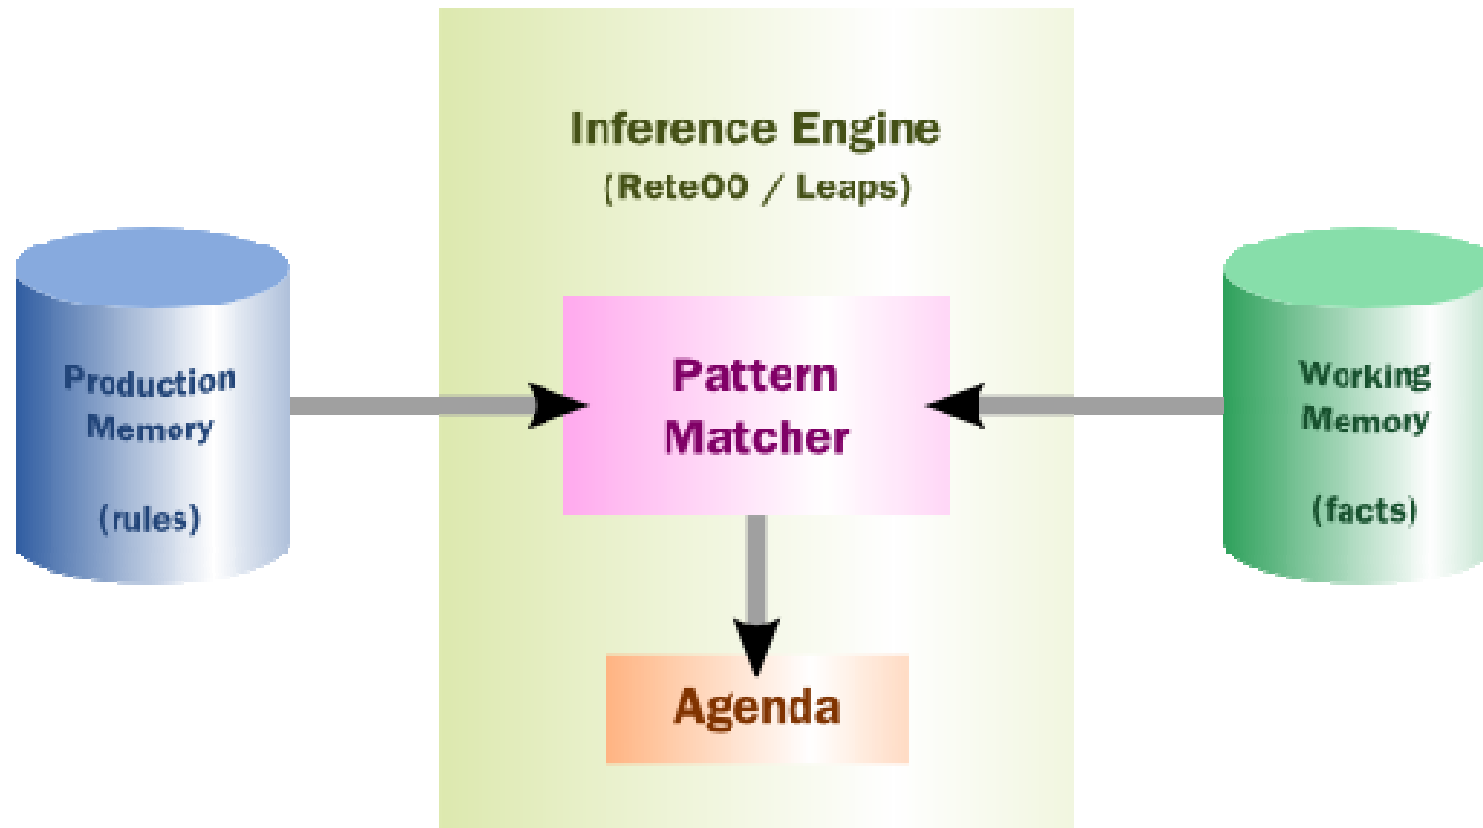 Inference Engine
(ReteOO / Leaps)
Production
Memory
(rules)
Pattern
Matcher
Working
Memory
(facts)
Agenda